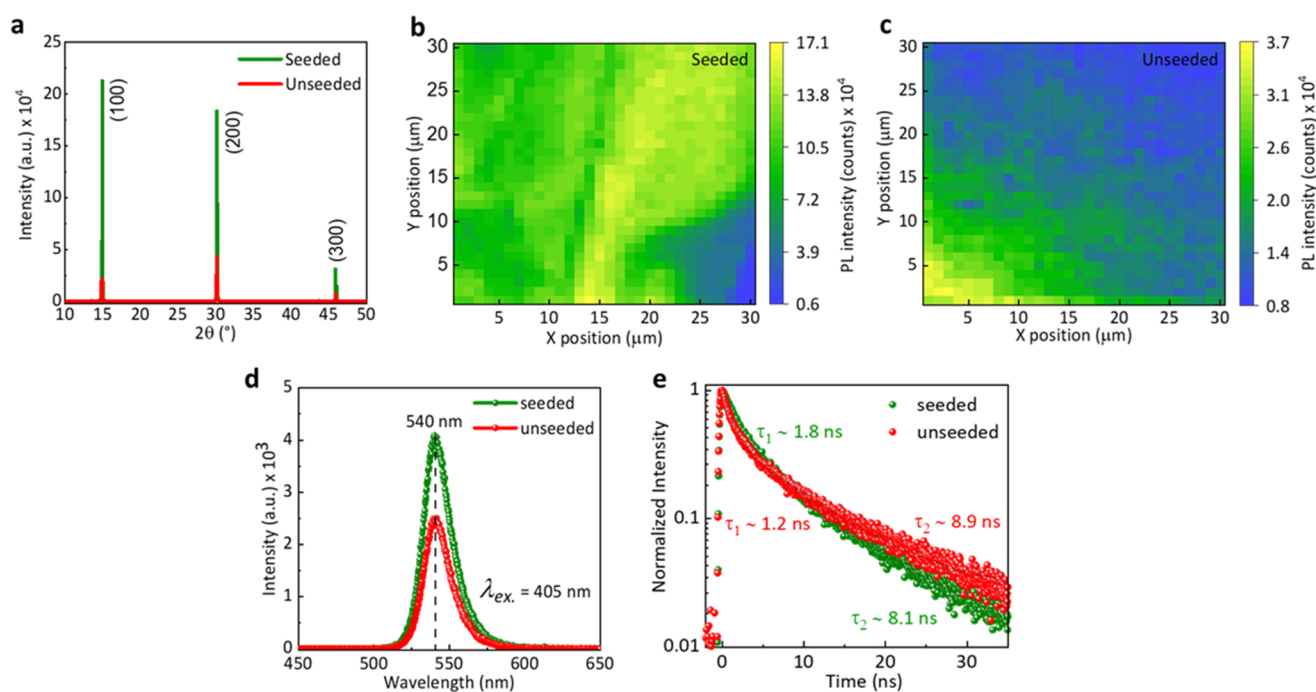 a
25
20
15
10
5
0
10 15 20 25 30 35 40 45 50
Intensity (a.u.) x 10⁴
2θ (°)
Seeded
Unseeded
(100)
(200)
(300)
b
30
25
20
15
10
5
5 10 15 20 25 30
Y position (μm)
X position (μm)
Seeded
17.1
13.8
10.5
7.2
3.9
0.6
PL intensity (counts) x 10⁴
c
30
25
20
15
10
5
5 10 15 20 25 30
Y position (μm)
X position (μm)
Unseeded
3.7
3.1
2.6
2.0
1.4
0.8
PL intensity (counts) x 10⁴
d
5
4
3
2
1
0
450 500 550 600 650
Intensity (a.u.) x 10³
Wavelength (nm)
seeded
unseeded
540 nm
λex. = 405 nm
e
1
0.1
0.01
0 10 20 30
Normalized Intensity
Time (ns)
seeded
unseeded
τ₁ ~ 1.8 ns
τ₁ ~ 1.2 ns
τ₂ ~ 8.9 ns
τ₂ ~ 8.1 ns